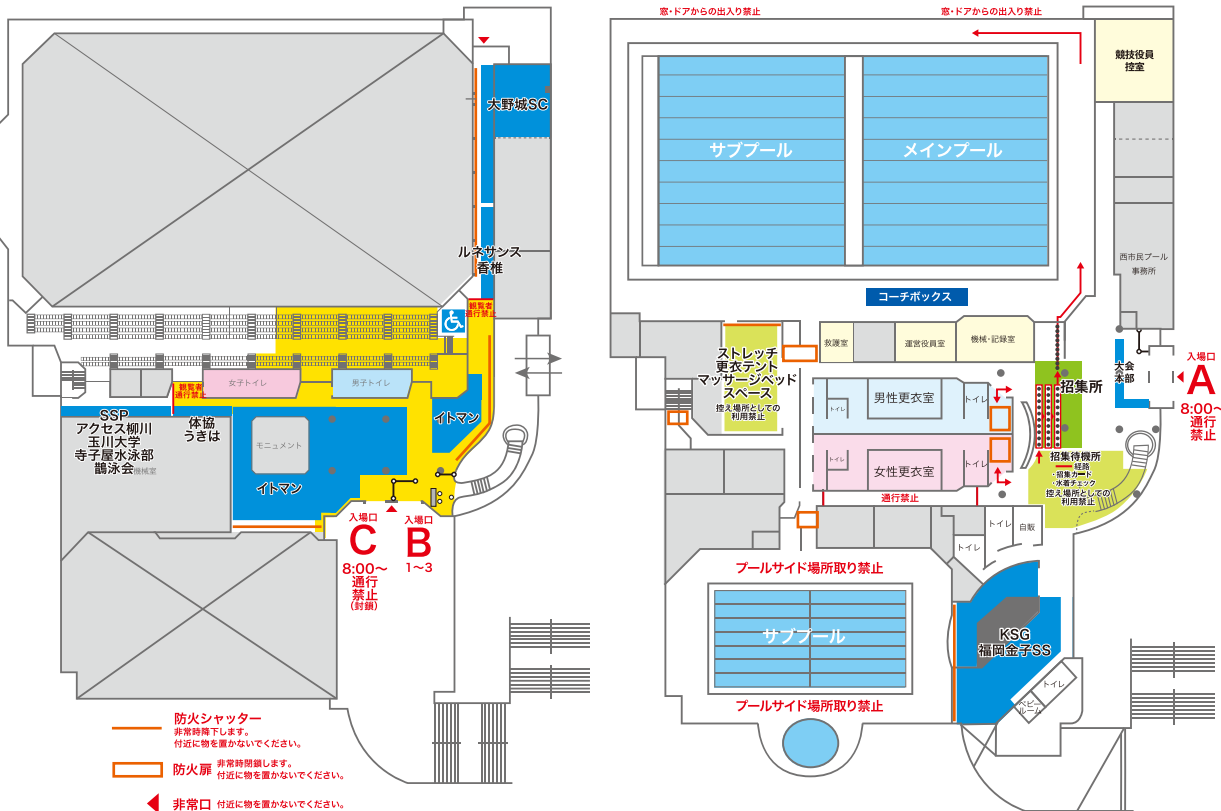 大野城SC
ルネサンス
香椎
観覧者
通行禁止
女子トイレ
男子トイレ
観覧者
通行禁止
SSP
アクセス柳川
玉川大学
寺子屋水泳部
鵲泳会
機械室
体協
うきは
モニュメント
イトマン
イトマン
入場口
C
8:00〜
通行
禁止
(封鎖)
入場口
B
1〜3
防火シャッター
非常時降下します。
付近に物を置かないでください。
防火扉
非常時閉鎖します。
付近に物を置かないでください。
非常口 付近に物を置かないでください。
窓・ドアからの出入り禁止
窓・ドアからの出入り禁止
競技役員
控室
サブプール
メインプール
西市民プール
事務所
コーチボックス
救護室
運営役員室
機械・記録室
ストレッチ
更衣テント
マッサージベッド
スペース
控え場所としての
利用禁止
男性更衣室
トイレ
トイレ
女性更衣室
トイレ
トイレ
通行禁止
招集所
大会
本部
入場口
A
8:00〜
通行
禁止
招集待機所
経路
・招集カード
・水着チェック
控え場所としての
利用禁止
トイレ
自販
トイレ
プールサイド場所取り禁止
サブプール
プールサイド場所取り禁止
KSG
福岡金子SS
トイレ
ベビー
ルーム